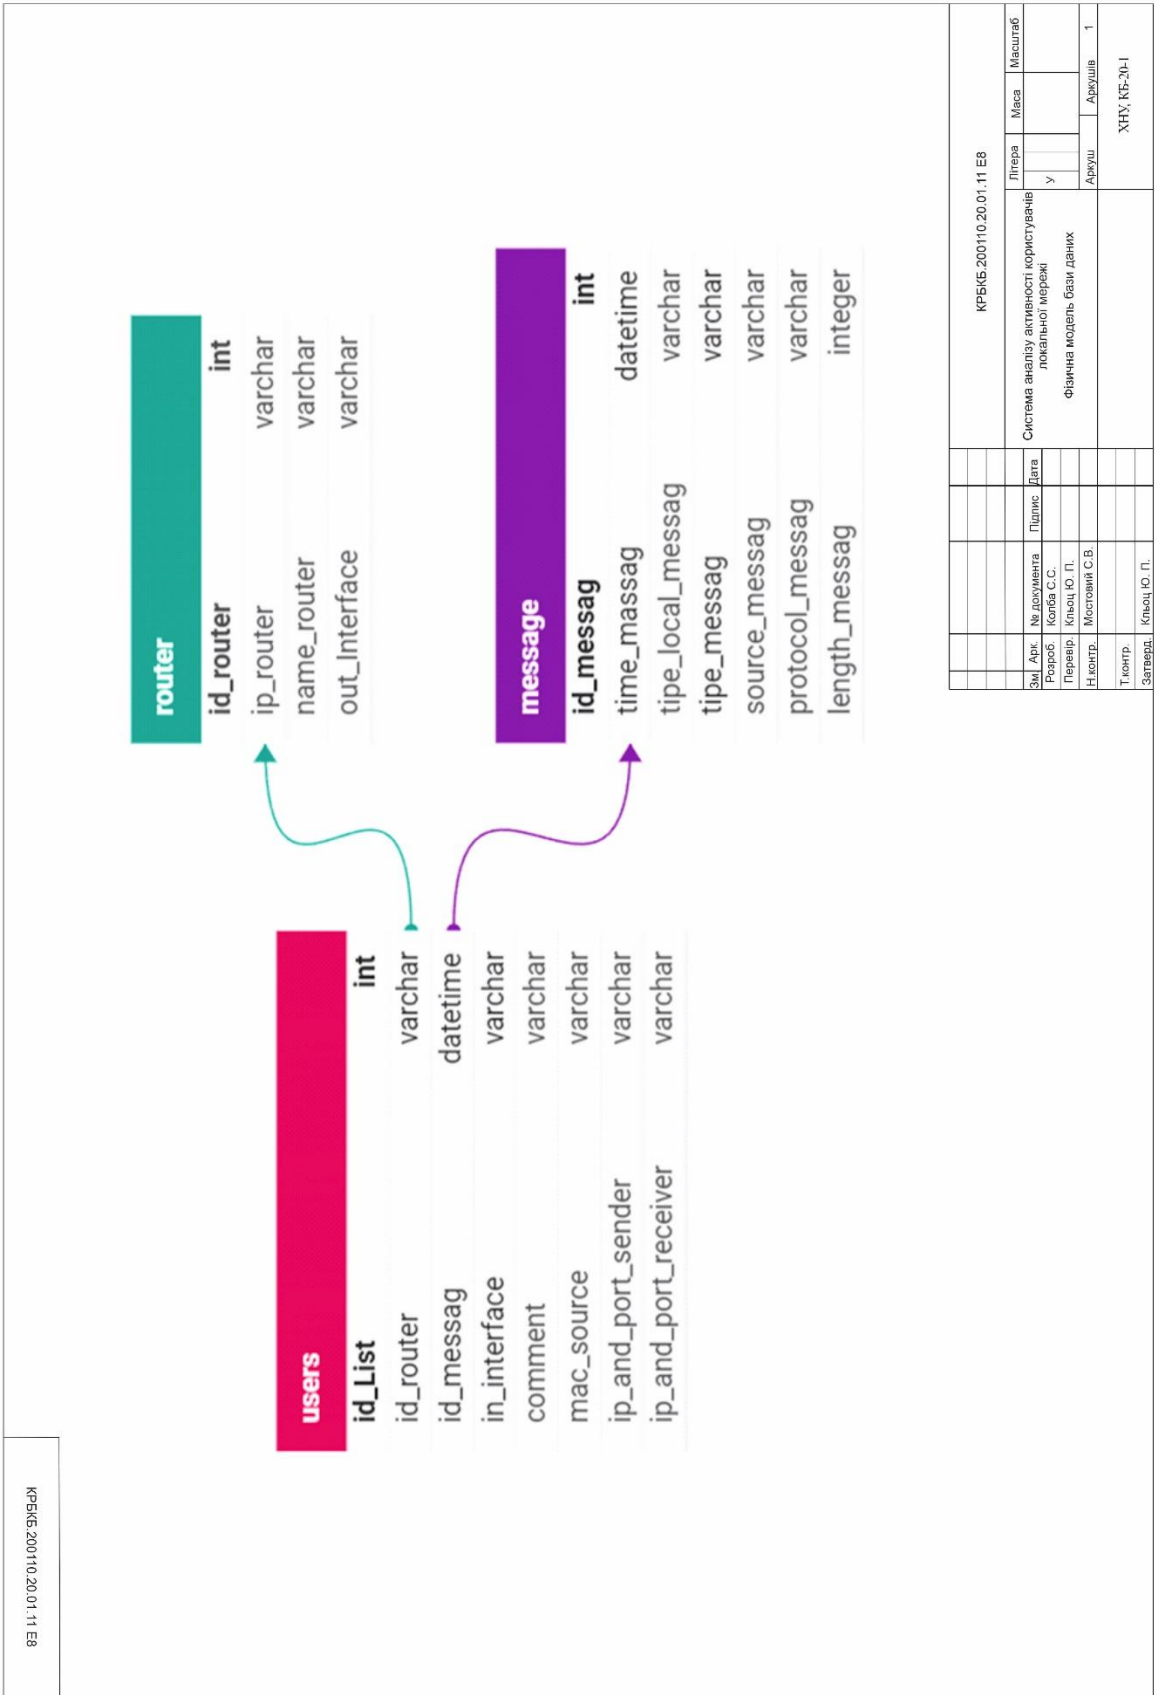 КРБКБ.200110.20.01.11 Е8
users
id_List int
id_router varchar
id_messag datetime
in_interface varchar
comment varchar
mac_source varchar
ip_and_port_sender varchar
ip_and_port_receiver varchar
router
id_router int
ip_router varchar
name_router varchar
out_Interface varchar
message
id_messag int
time_massag datetime
tipe_local_messag varchar
tipe_messag varchar
source_messag varchar
protocol_messag varchar
length_messag integer
КРБКБ.200110.20.01.11 Е8
Зм. Арк. № документа Підпис Дата
Розроб. Колба С.С.
Перевір. Кльоц Ю. П.
Н.контр. Мостовий С.В.
Т.контр.
Затверд. Кльоц Ю. П.
Система аналізу активності користувачів
локальної мережі
Фізична модель бази даних
Літера Маса Масштаб
У
Аркуш Аркушів 1
ХНУ, КБ-20-1